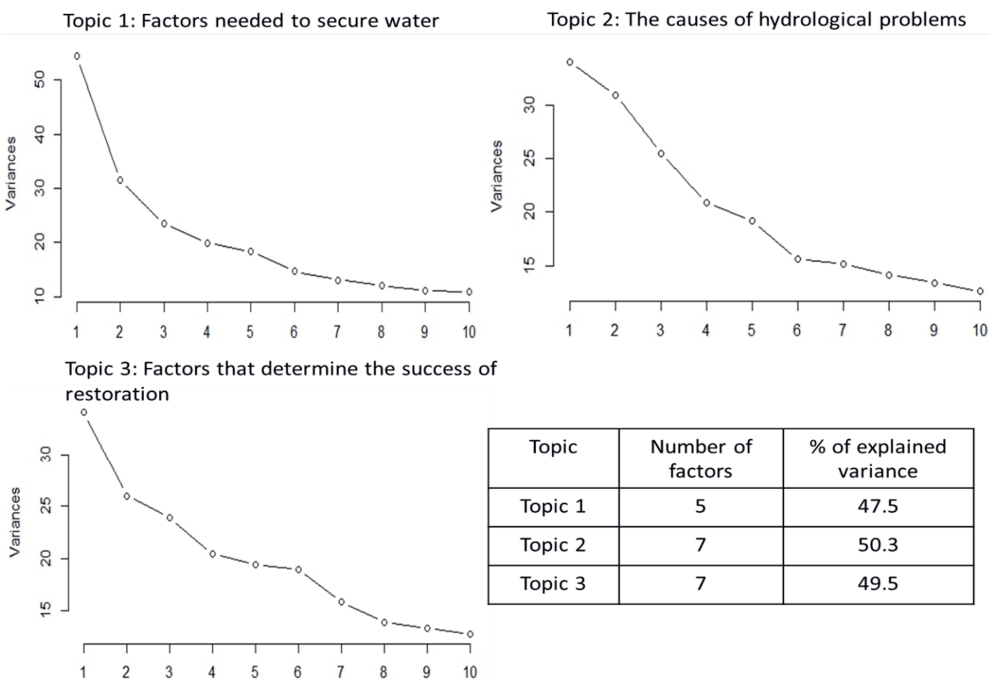 Topic 1: Factors needed to secure water
Variances
50
40
30
20
10
1 2 3 4 5 6 7 8 9 10
Topic 2: The causes of hydrological problems
Variances
30
25
20
15
1 2 3 4 5 6 7 8 9 10
Topic 3: Factors that determine the success of
restoration
Variances
30
25
20
15
1 2 3 4 5 6 7 8 9 10
Topic Number of factors % of explained variance
Topic 1 5 47.5
Topic 2 7 50.3
Topic 3 7 49.5